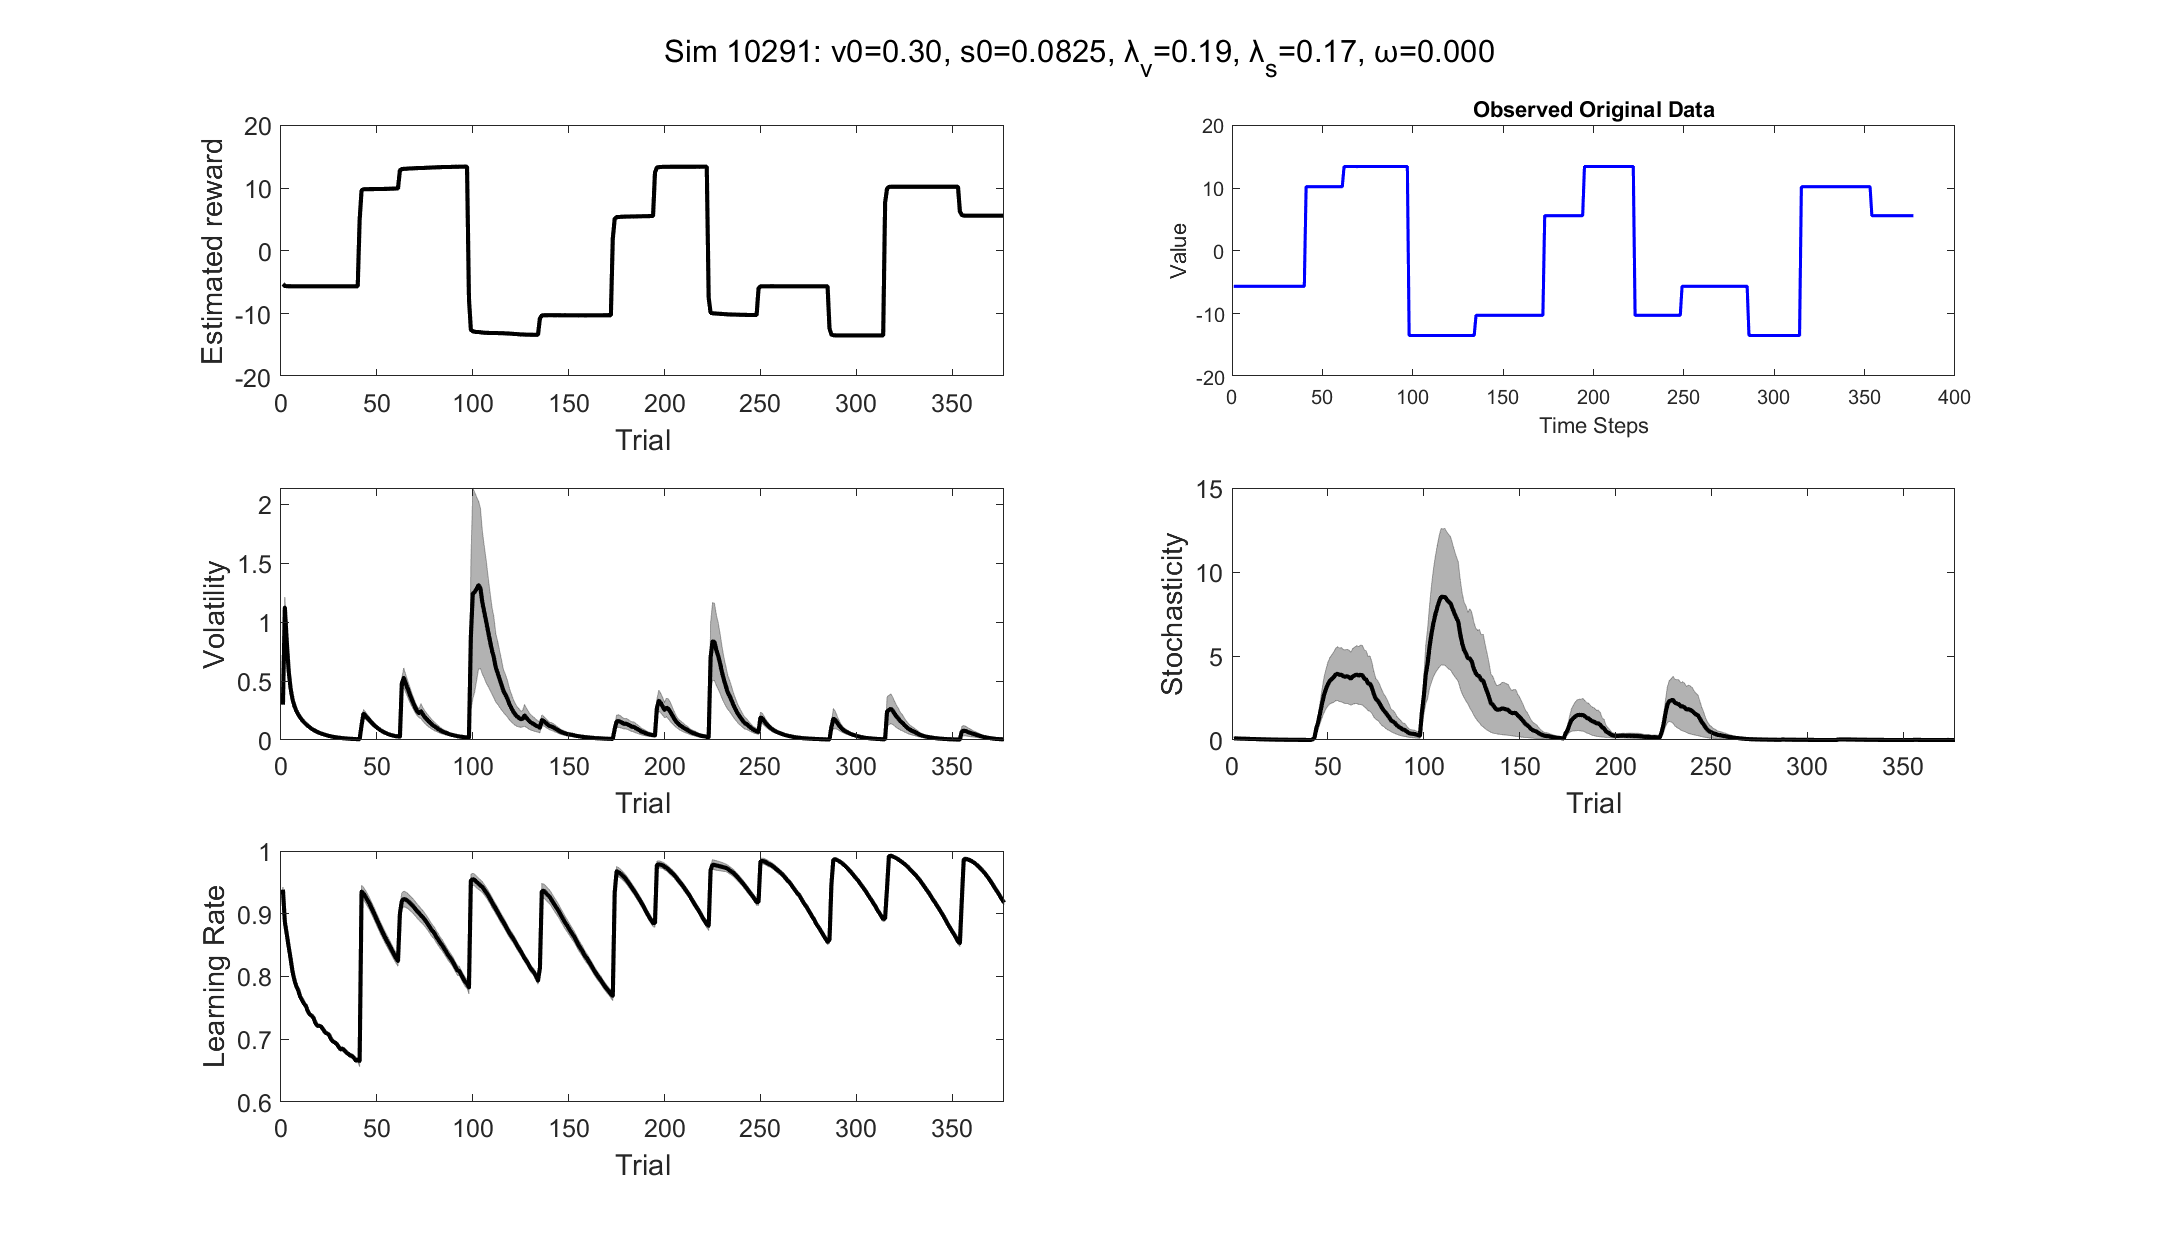 Sim 10291: v0=0.30, s0=0.0825, λv=0.19, λs=0.17, ω=0.000
Estimated reward
20
10
0
-10
-20
0 50 100 150 200 250 300 350
Trial
Observed Original Data
Value
20
10
0
-10
-20
0 50 100 150 200 250 300 350 400
Time Steps
Volatility
2
1.5
1
0.5
0
0 50 100 150 200 250 300 350
Trial
Stochasticity
15
10
5
0
0 50 100 150 200 250 300 350
Trial
Learning Rate
1
0.9
0.8
0.7
0.6
0 50 100 150 200 250 300 350
Trial